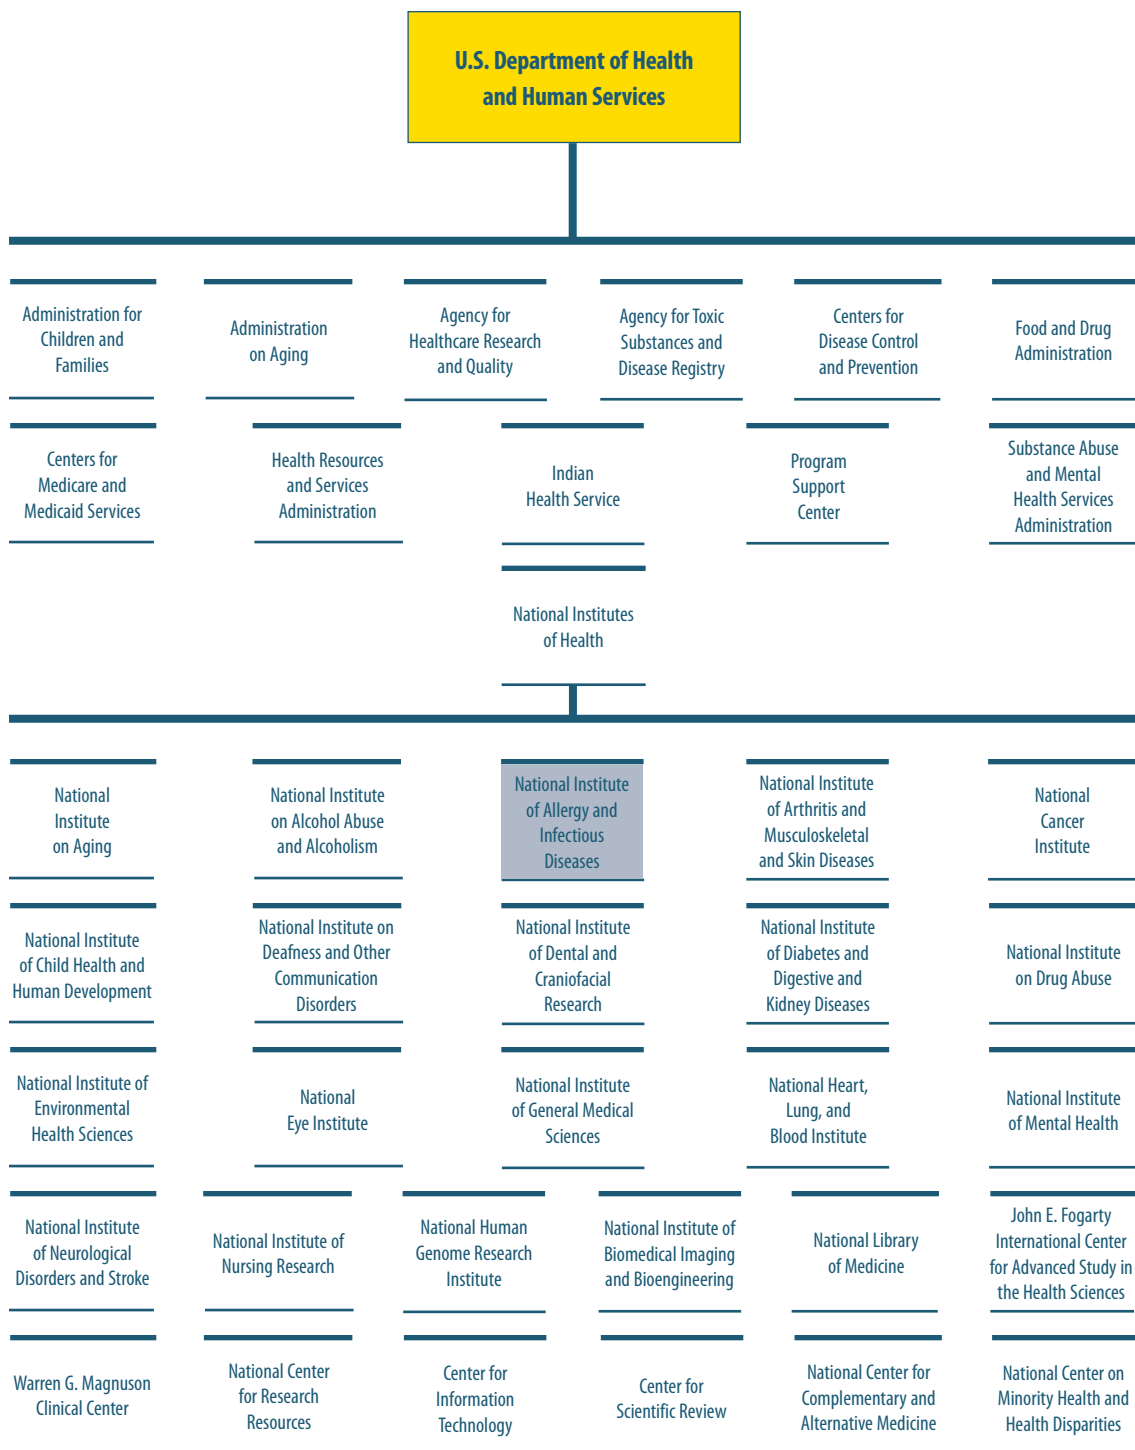 U.S. Department of Health
and Human Services
Administration for
Children and
Families
Administration
on Aging
Agency for
Healthcare Research
and Quality
Agency for Toxic
Substances and
Disease Registry
Centers for
Disease Control
and Prevention
Food and Drug
Administration
Centers for
Medicare and
Medicaid Services
Health Resources
and Services
Administration
Indian
Health Service
Program
Support
Center
Substance Abuse
and Mental
Health Services
Administration
National Institutes
of Health
National
Institute
on Aging
National Institute
on Alcohol Abuse
and Alcoholism
National Institute
of Allergy and
Infectious
Diseases
National Institute
of Arthritis and
Musculoskeletal
and Skin Diseases
National
Cancer
Institute
National Institute
of Child Health and
Human Development
National Institute on
Deafness and Other
Communication
Disorders
National Institute
of Dental and
Craniofacial
Research
National Institute
of Diabetes and
Digestive and
Kidney Diseases
National Institute
on Drug Abuse
National Institute of
Environmental
Health Sciences
National
Eye Institute
National Institute
of General Medical
Sciences
National Heart,
Lung, and
Blood Institute
National Institute
of Mental Health
National Institute
of Neurological
Disorders and Stroke
National Institute of
Nursing Research
National Human
Genome Research
Institute
National Institute of
Biomedical Imaging
and Bioengineering
National Library
of Medicine
John E. Fogarty
International Center
for Advanced Study in
the Health Sciences
Warren G. Magnuson
Clinical Center
National Center
for Research
Resources
Center for
Information
Technology
Center for
Scientific Review
National Center for
Complementary and
Alternative Medicine
National Center on
Minority Health and
Health Disparities